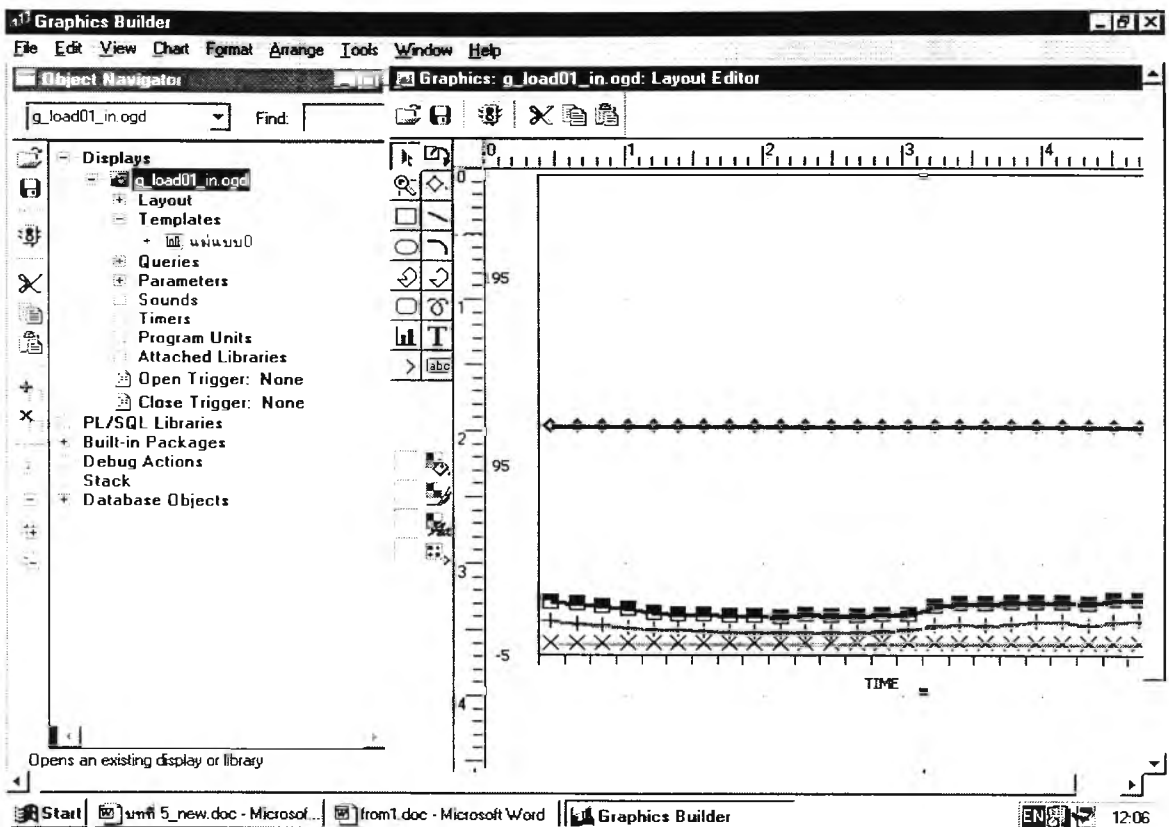 Graphics Builder
File Edit View Chart Format Arrange Tools Window Help
Object Navigator
g_load01_in.ogd Find:
Displays
g_load01_in.ogd
Layout
Templates
แม่แบบ0
Queries
Parameters
Sounds
Timers
Program Units
Attached Libraries
Open Trigger: None
Close Trigger: None
PL/SQL Libraries
Built-in Packages
Debug Actions
Stack
Database Objects
Opens an existing display or library
Graphics: g_load01_in.ogd: Layout Editor
0 1 2 3 4
0
1
2
3
4
T
abc
195
95
-5
TIME
Start บทที่ 5_new.doc - Microsof... from1.doc - Microsoft Word Graphics Builder EN 12:06